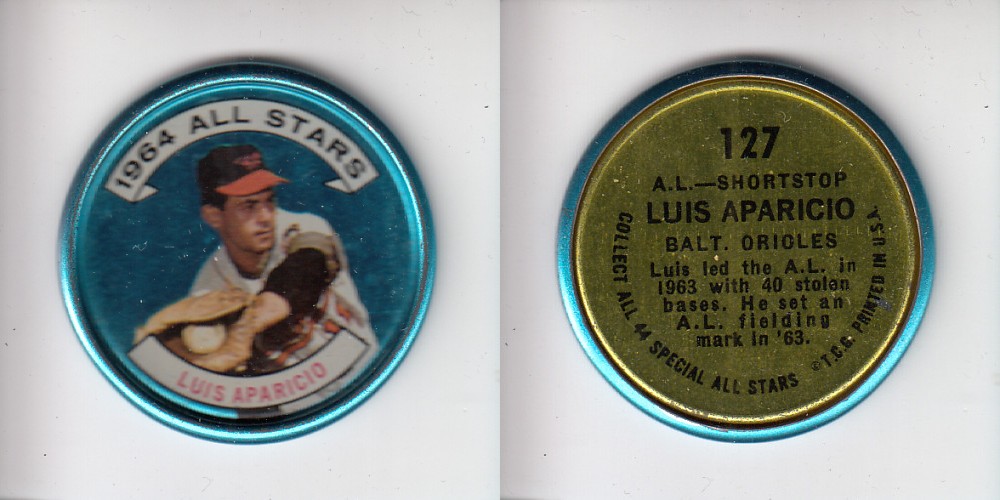 1964 ALL STARS
LUIS APARICIO
127
A.L.—SHORTSTOP
LUIS APARICIO
BALT. ORIOLES
Luis led the A.L. in
1963 with 40 stolen
bases. He set an
A.L. fielding
mark in '63.
COLLECT ALL 44 SPECIAL ALL STARS ©T.C.G. PRINTED IN U.S.A.